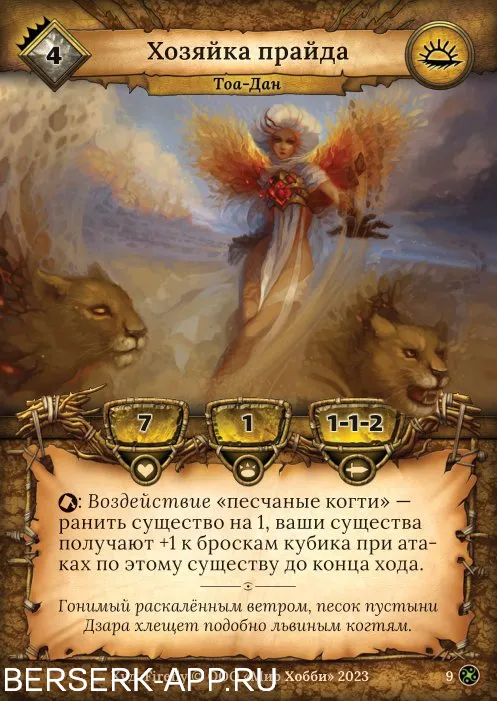 4
Хозяйка прайда
Тоа-Дан
7
1
1-1-2
: Воздействие «песчаные когти» —
ранить существо на 1, ваши существа
получают +1 к броскам кубика при ата-
ках по этому существу до конца хода.
Гонимый раскалённым ветром, песок пустыни
Дзара хлещет подобно львиным когтям.
«Мир Хобби» 2023
9
BERSERK-APP.RU